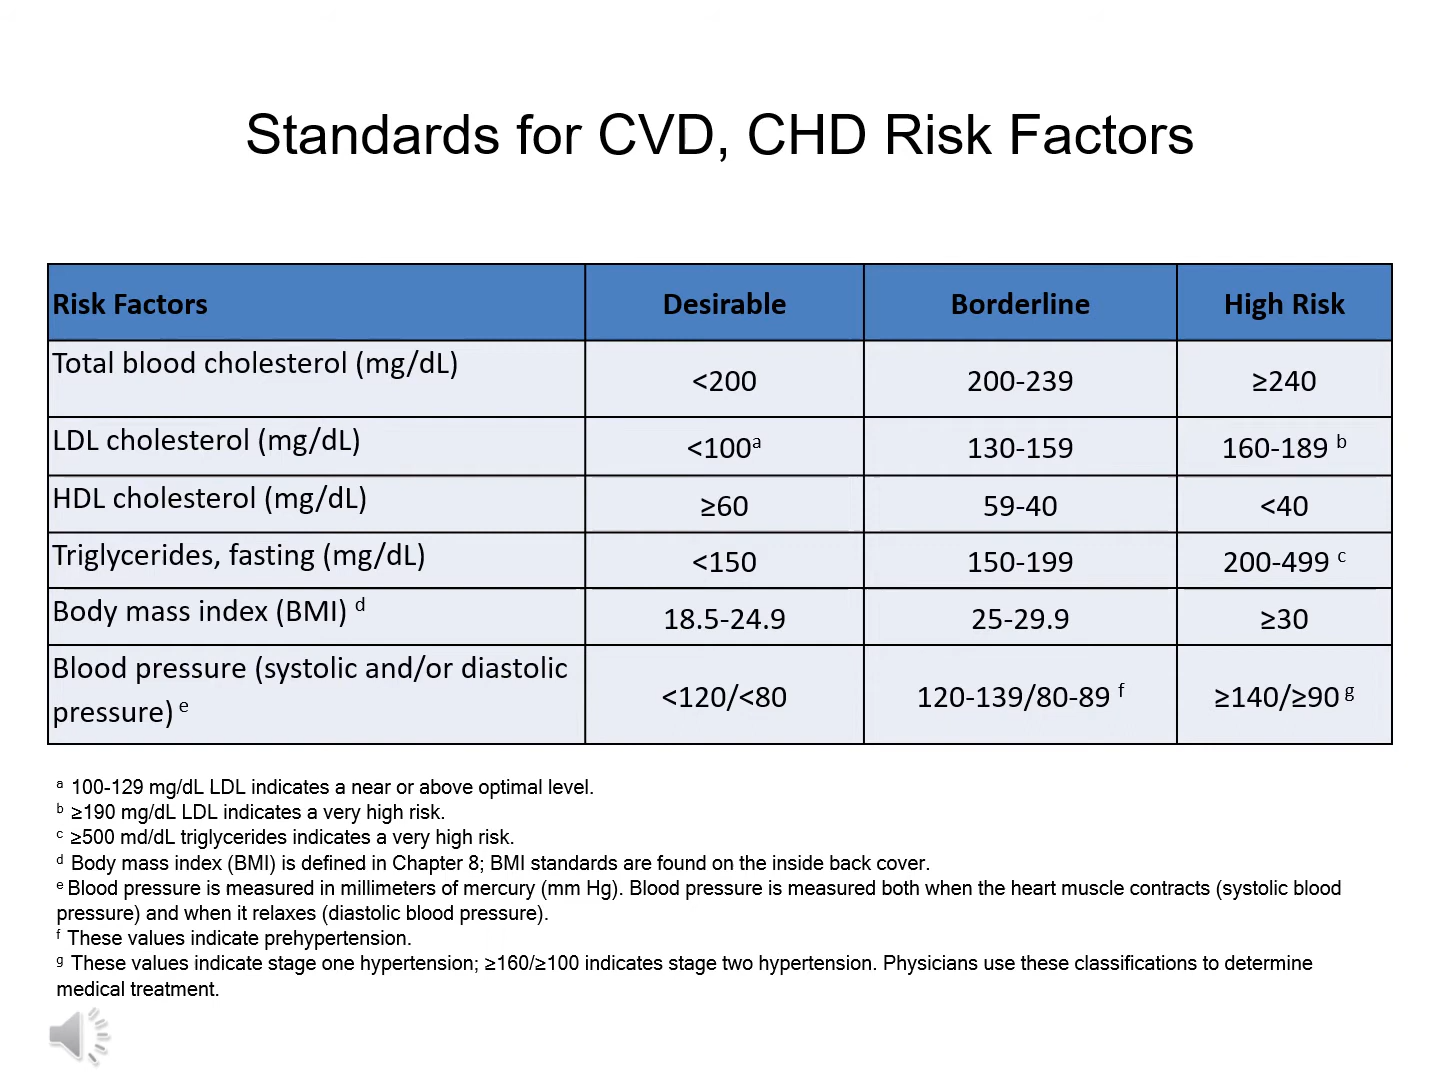 Standards for CVD, CHD Risk Factors
Risk Factors Desirable Borderline High Risk
Total blood cholesterol (mg/dL) <200 200-239 ≥240
LDL cholesterol (mg/dL) <100ᵃ 130-159 160-189 ᵇ
HDL cholesterol (mg/dL) ≥60 59-40 <40
Triglycerides, fasting (mg/dL) <150 150-199 200-499 ᶜ
Body mass index (BMI) ᵈ 18.5-24.9 25-29.9 ≥30
Blood pressure (systolic and/or diastolic
pressure) ᵉ <120/<80 120-139/80-89 ᶠ ≥140/≥90 ᵍ
ᵃ 100-129 mg/dL LDL indicates a near or above optimal level.
ᵇ ≥190 mg/dL LDL indicates a very high risk.
ᶜ ≥500 md/dL triglycerides indicates a very high risk.
ᵈ Body mass index (BMI) is defined in Chapter 8; BMI standards are found on the inside back cover.
ᵉ Blood pressure is measured in millimeters of mercury (mm Hg). Blood pressure is measured both when the heart muscle contracts (systolic blood
pressure) and when it relaxes (diastolic blood pressure).
ᶠ These values indicate prehypertension.
ᵍ These values indicate stage one hypertension; ≥160/≥100 indicates stage two hypertension. Physicians use these classifications to determine
medical treatment.